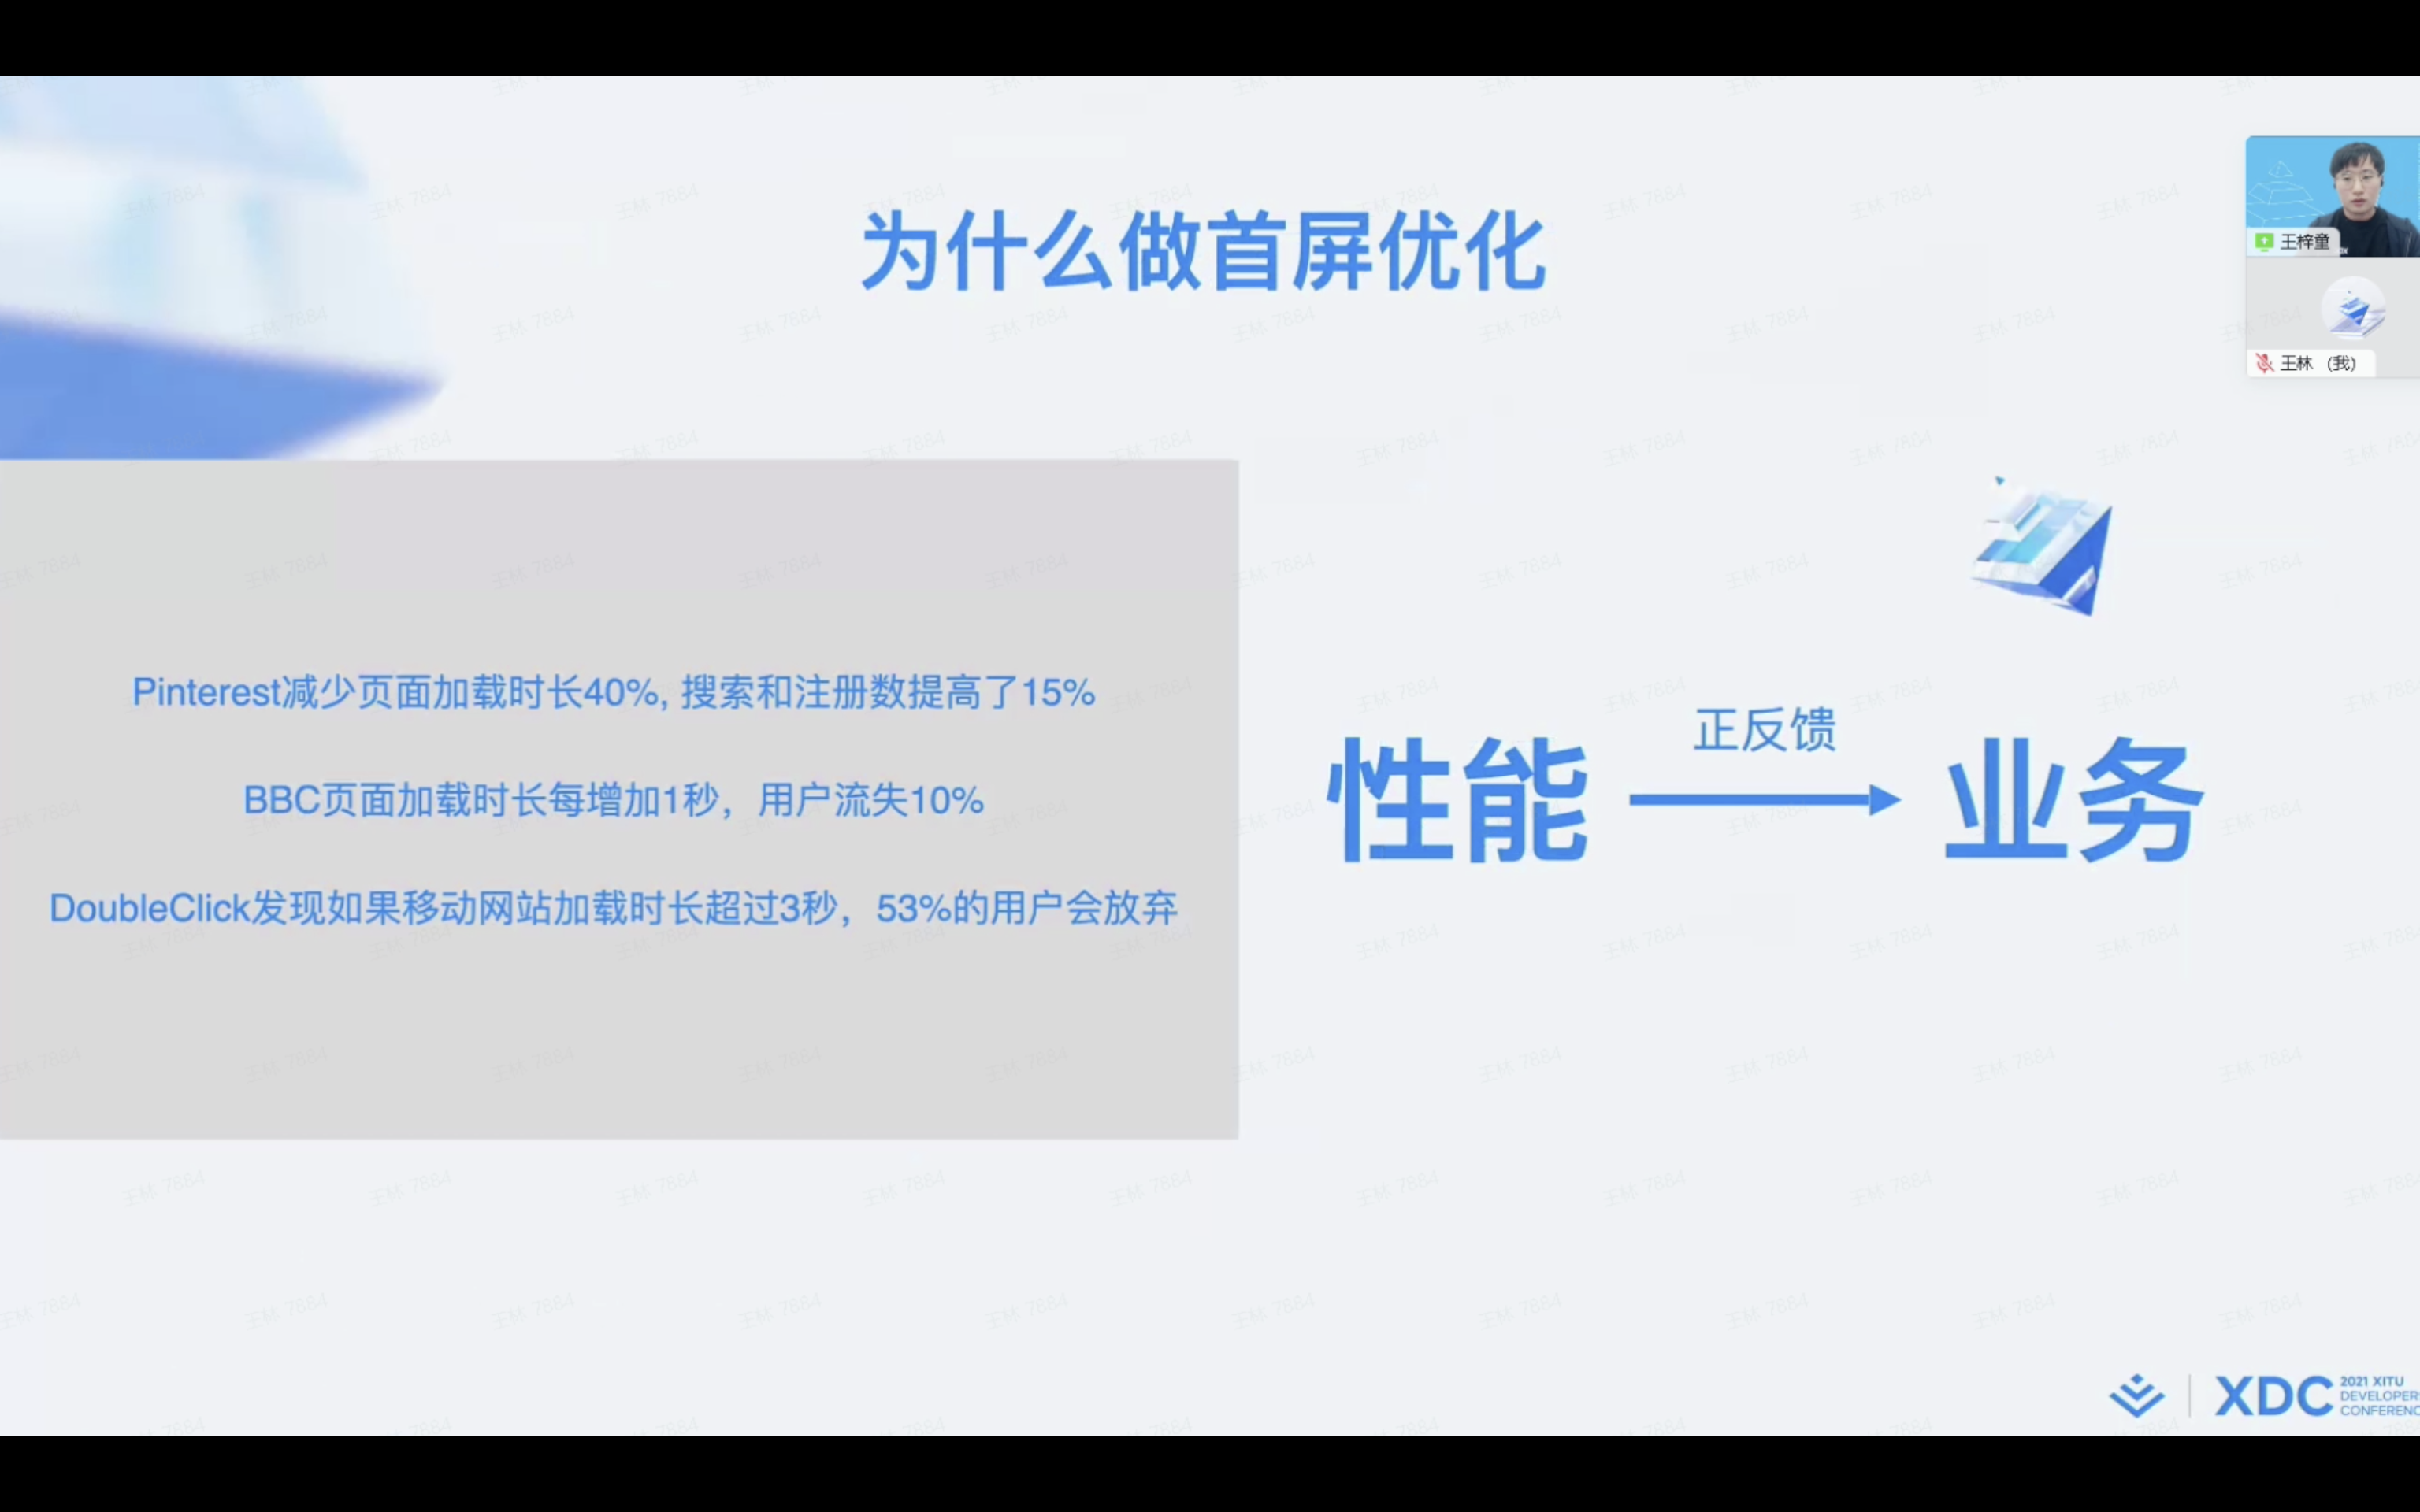 为什么做首屏优化
王梓童
王林 (我)
Pinterest减少页面加载时长40%, 搜索和注册数提高了15%
BBC页面加载时长每增加1秒，用户流失10%
DoubleClick发现如果移动网站加载时长超过3秒，53%的用户会放弃
正反馈
性能
业务
王林 7884
XDC
2021 XITU
DEVELOPER
CONFERENC